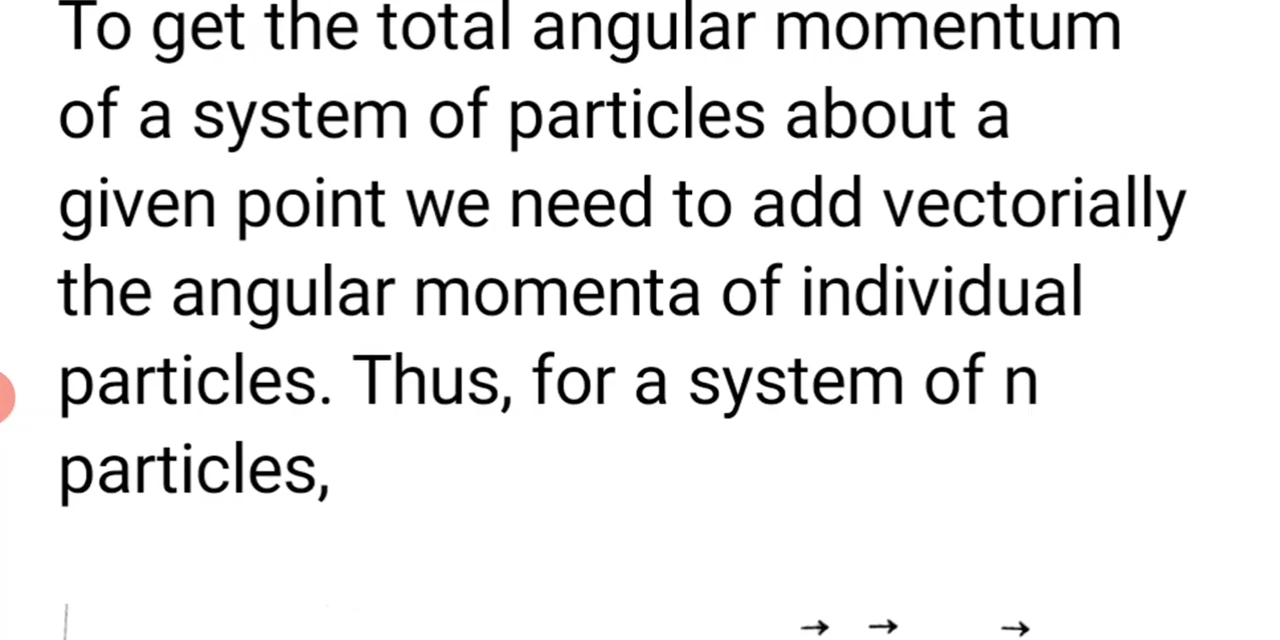 To get the total angular momentum
of a system of particles about a
given point we need to add vectorially
the angular momenta of individual
particles. Thus, for a system of n
particles,